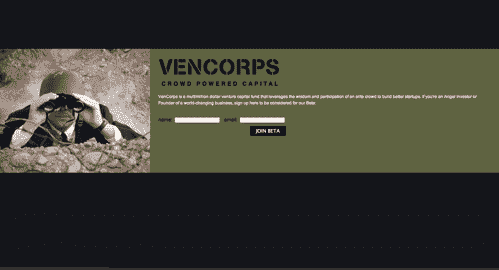 VENCORPS
CROWD POWERED CAPITAL
VenCorps is a multimillion dollar venture capital fund that leverages the wisdom and participation of an elite crowd to build better startups. If you're an Angel Investor or
Founder of a world-changing business, sign up here to be considered for our Beta.
name: email:
JOIN BETA